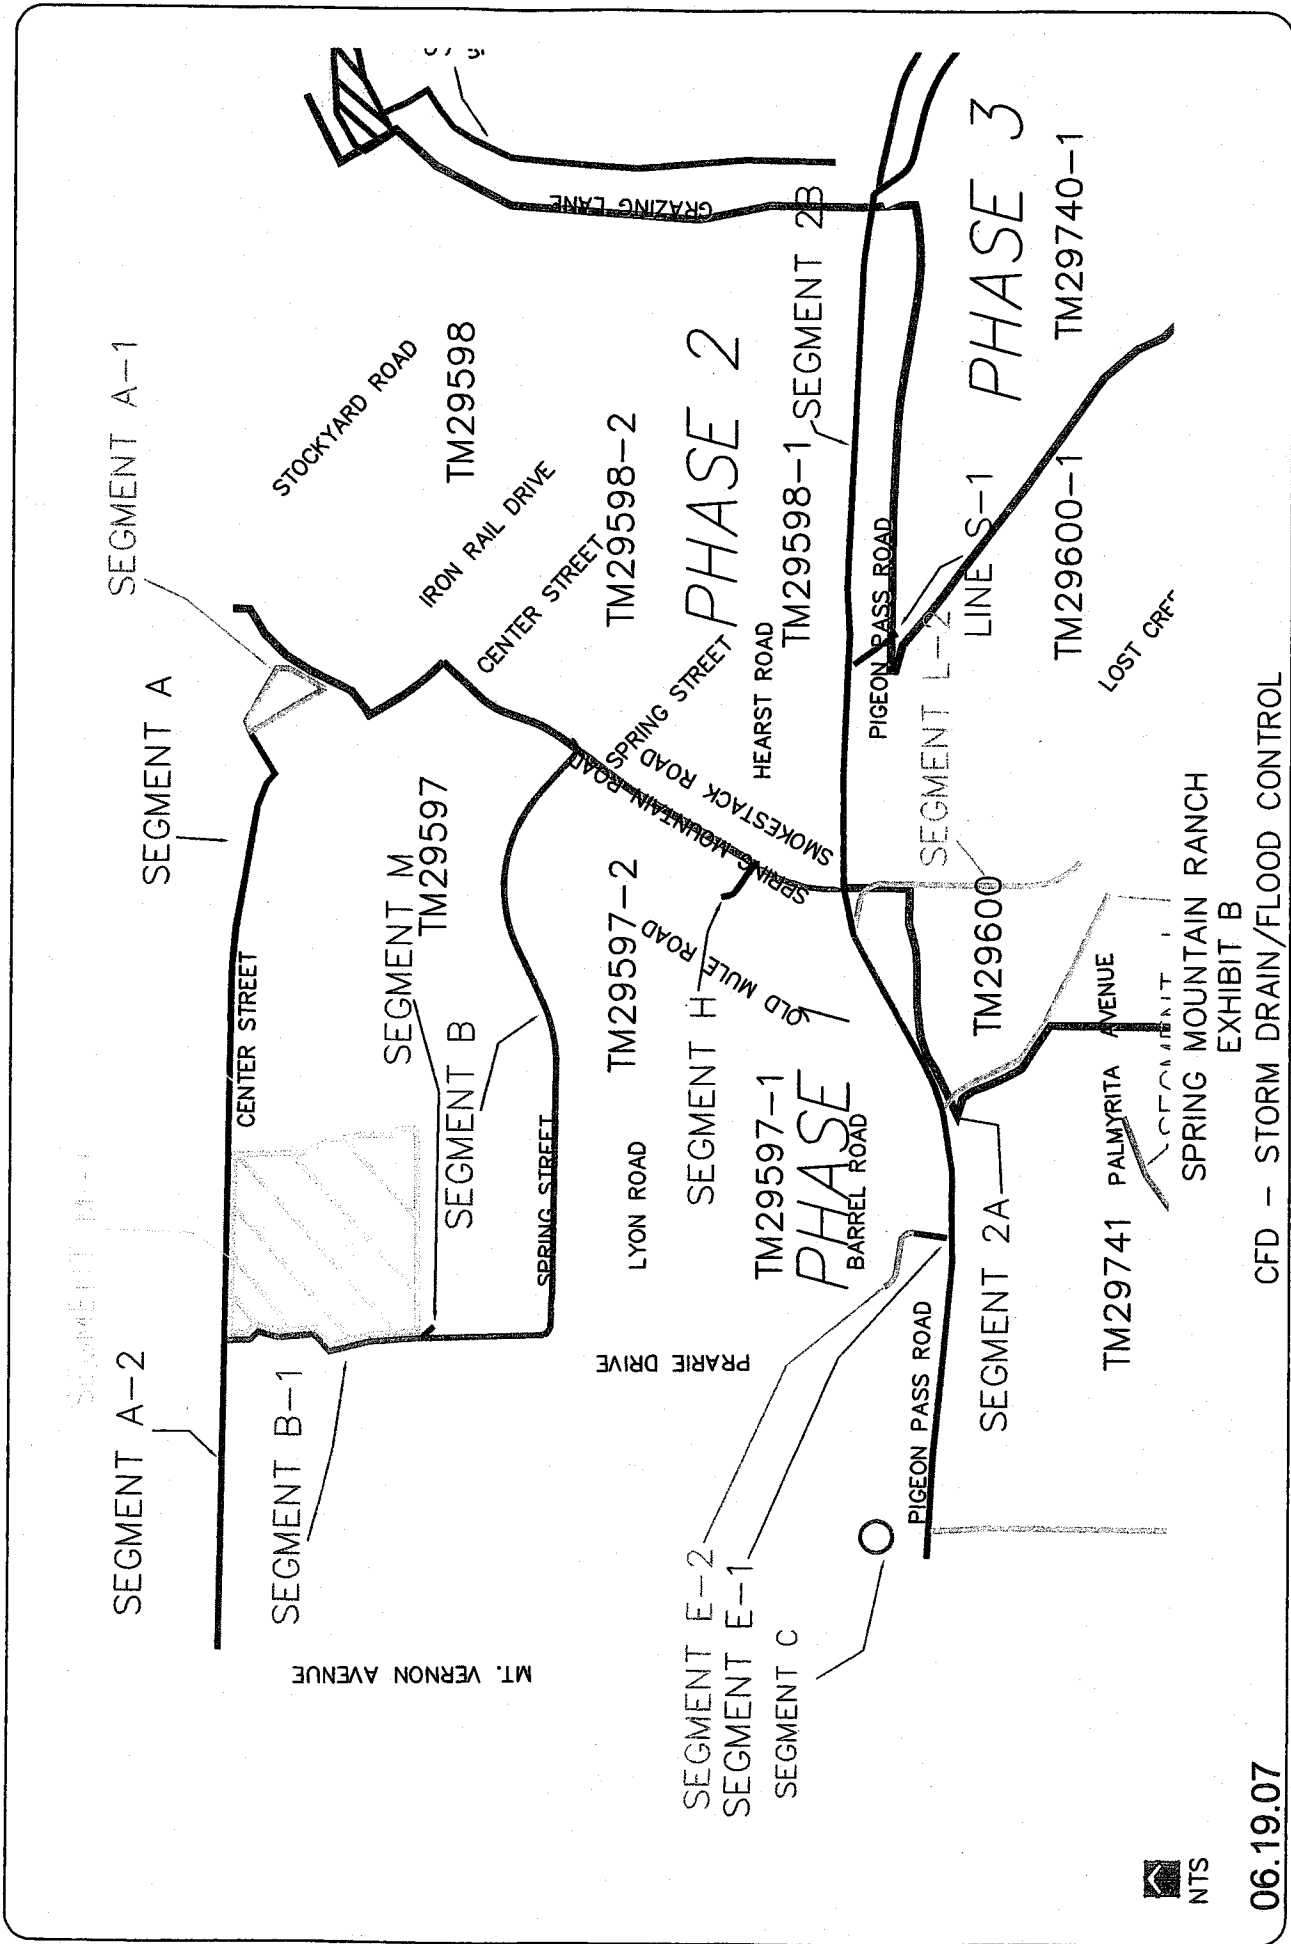 SEGMENT A-2
SEGMENT A
SEGMENT A-1
CENTER STREET
SEGMENT B-1
STOCKYARD ROAD
MT. VERNON AVENUE
SEGMENT M
TM29597
IRON RAIL DRIVE
TM29598
SEGMENT B
CENTER STREET
SPRING STREET
GRAZING LANE
PRARIE DRIVE
LYON ROAD
TM29597-2
SPRING MOUNTAIN ROAD
SPRING STREET
TM29598-2
SMOKESTACK ROAD
OLD MULE ROAD
SEGMENT H
PHASE 2
SEGMENT E-2
SEGMENT E-1
SEGMENT C
TM29597-1
HEARST ROAD
TM29598-1
SEGMENT 2B
PHASE 1
BARREL ROAD
PIGEON PASS ROAD
PIGEON PASS ROAD
SEGMENT L-2
SEGMENT 2A
TM29600
LINE S-1
PHASE 3
TM29600-1
TM29740-1
TM29741
PALMYRITA AVENUE
LOST
SPRING MOUNTAIN RANCH
EXHIBIT B
CFD - STORM DRAIN/FLOOD CONTROL
NTS
06.19.07